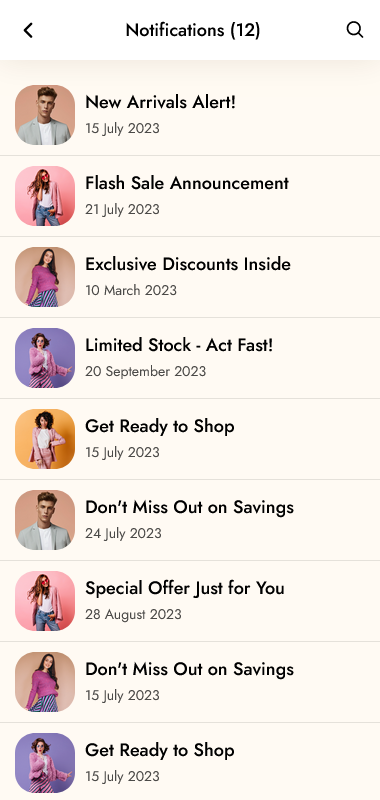 Notifications (12)
New Arrivals Alert!
15 July 2023
Flash Sale Announcement
21 July 2023
Exclusive Discounts Inside
10 March 2023
Limited Stock - Act Fast!
20 September 2023
Get Ready to Shop
15 July 2023
Don't Miss Out on Savings
24 July 2023
Special Offer Just for You
28 August 2023
Don't Miss Out on Savings
15 July 2023
Get Ready to Shop
15 July 2023